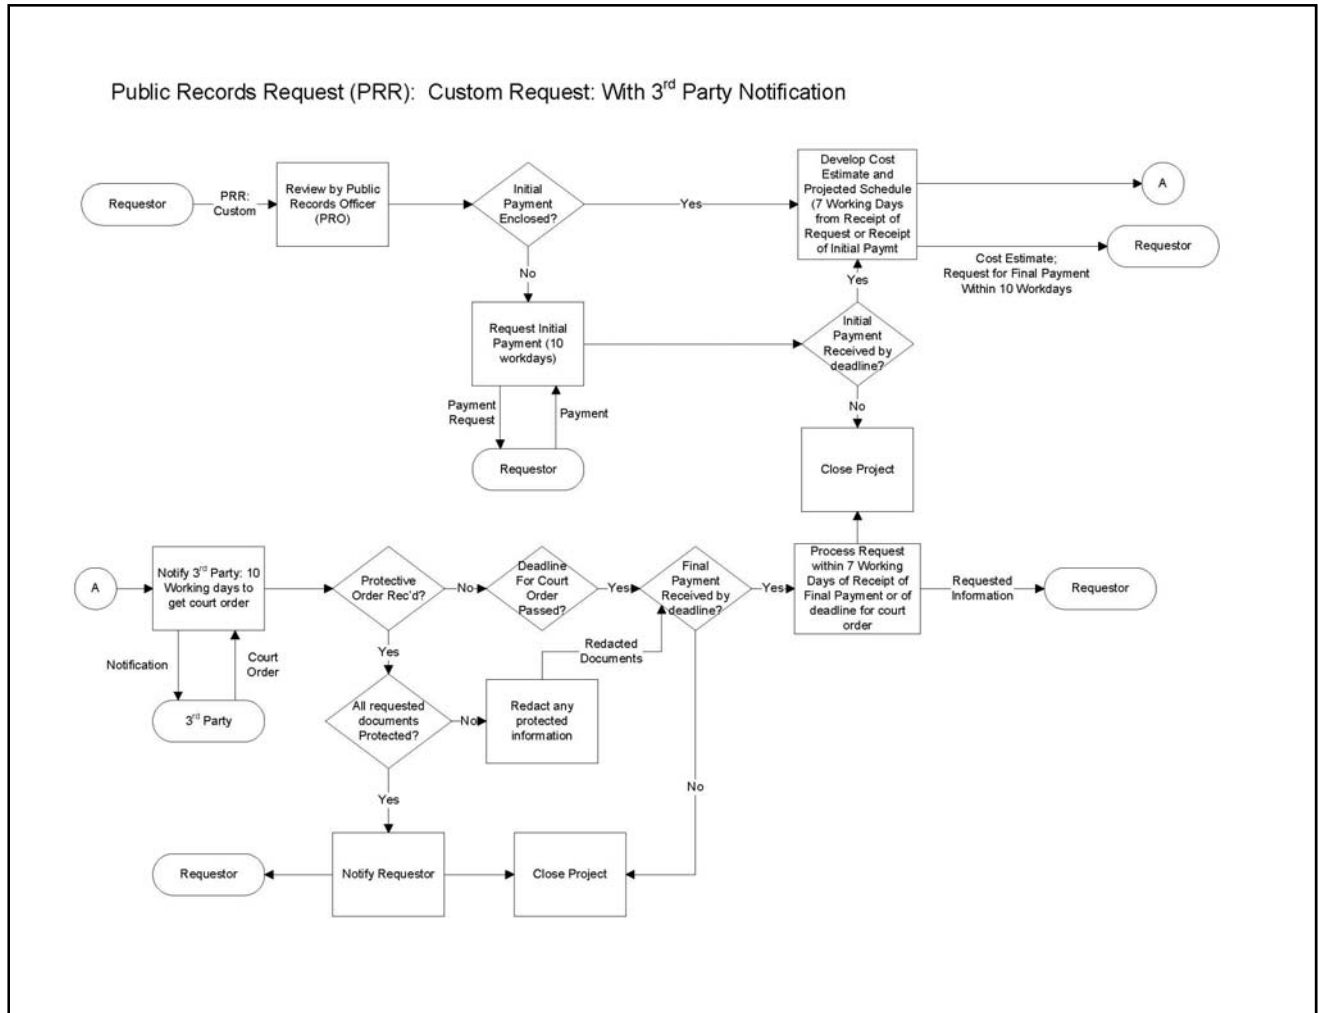 Public Records Request (PRR): Custom Request: With 3rd Party Notification
Requestor
PRR:
Custom
Review by Public
Records Officer
(PRO)
Initial
Payment
Enclosed?
Yes
Develop Cost
Estimate and
Projected Schedule
(7 Working Days
from Receipt of
Request or Receipt
of Initial Paymt
A
Requestor
Cost Estimate;
Request for Final Payment
Within 10 Workdays
No
Yes
Request Initial
Payment (10
workdays)
Initial
Payment
Received by
deadline?
Payment
Request
Payment
No
Requestor
Close Project
A
Notify 3rd Party: 10
Working days to
get court order
Protective
Order Rec'd?
No
Deadline
For Court
Order
Passed?
Yes
Final
Payment
Received by
deadline?
Yes
Process Request
within 7 Working
Days of Receipt of
Final Payment or of
deadline for court
order
Requested
Information
Requestor
Notification
Court
Order
Yes
Redacted
Documents
3rd Party
All requested
documents
Protected?
No
Redact any
protected
information
No
Yes
Requestor
Notify Requestor
Close Project